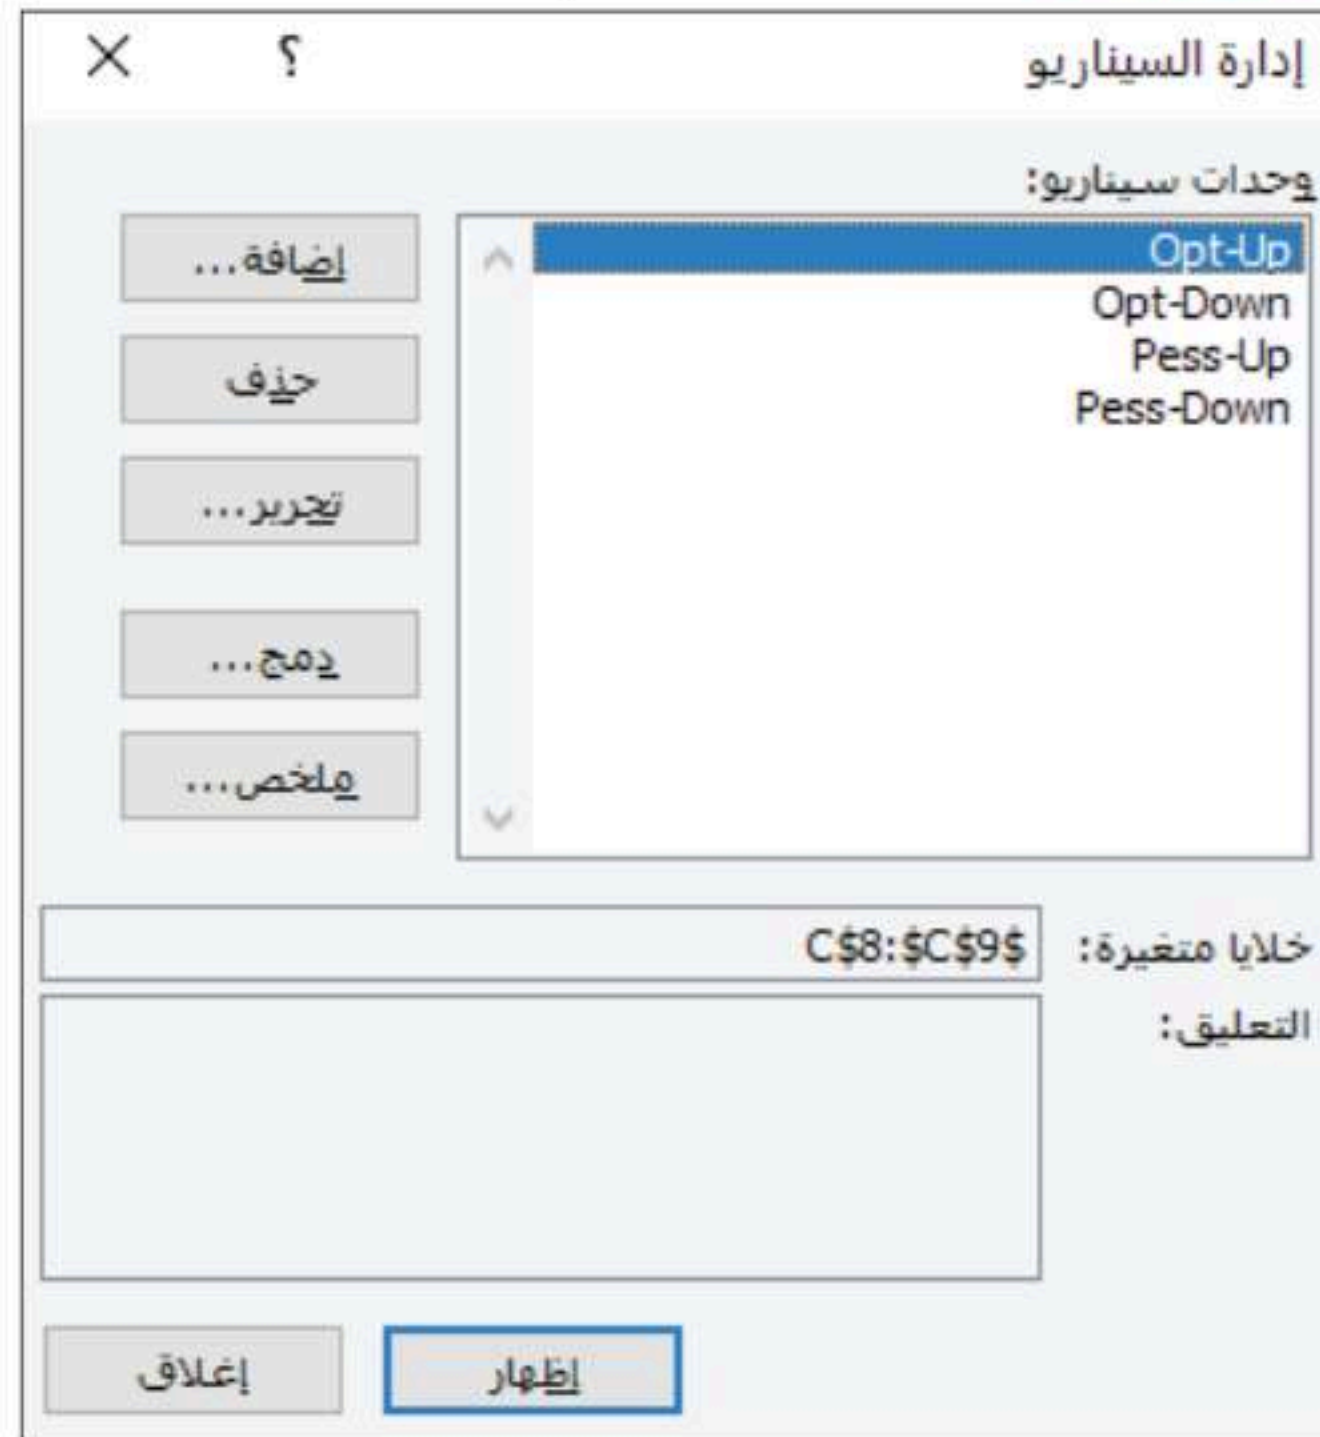 إدارة السيناريو
؟
وحدات سيناريو:
Opt-Up
Opt-Down
Pess-Up
Pess-Down
إضافة...
حذف
تحرير...
دمج...
ملخص...
خلايا متغيرة: C$8:$C$9$
التعليق:
إظهار إغلاق